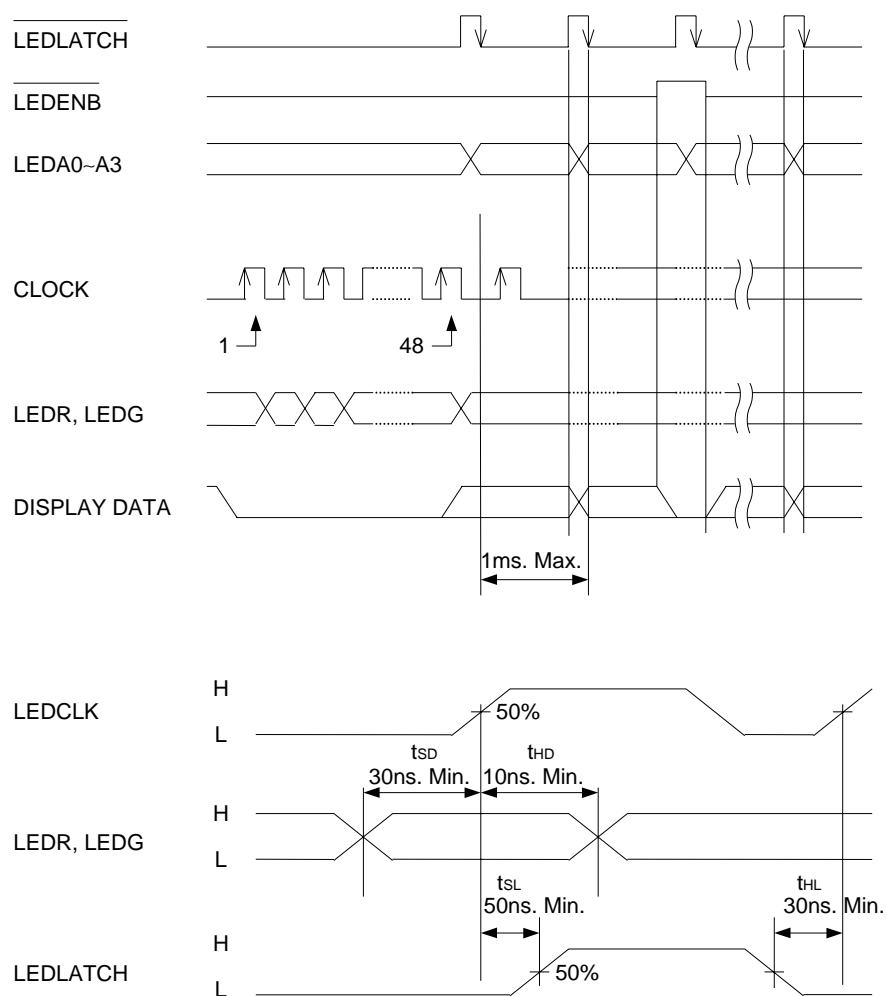 LEDLATCH
LEDENB
LEDA0~A3
CLOCK
1
48
LEDR, LEDG
DISPLAY DATA
1ms. Max.
LEDCLK
H
L
50%
tSD
30ns. Min.
tHD
10ns. Min.
LEDR, LEDG
H
L
tSL
50ns. Min.
tHL
30ns. Min.
LEDLATCH
H
L
50%